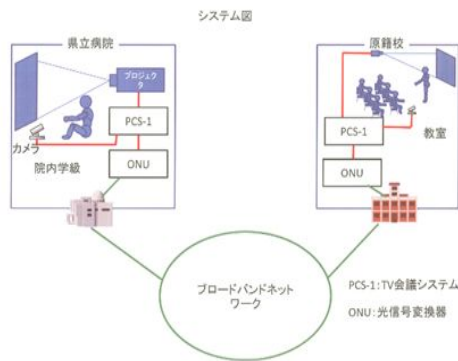 システム図
県立病院
プロジェク
タ
PCS-1
カメラ
院内学級
ONU
原籍校
PCS-1
教室
ONU
ブロードバンドネット
ワーク
PCS-1:TV会議システム
ONU:光信号変換器